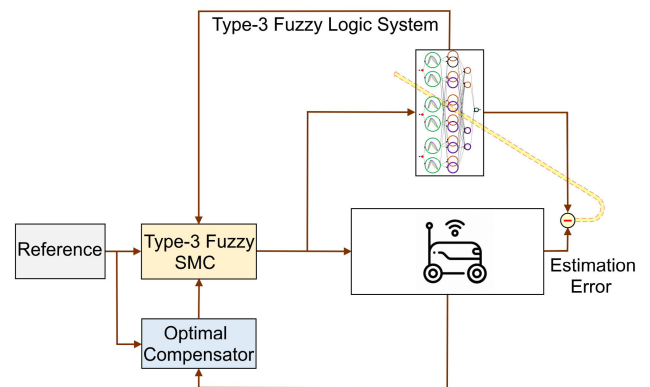 Type-3 Fuzzy Logic System
Reference
Type-3 Fuzzy
SMC
Estimation
Error
Optimal
Compensator